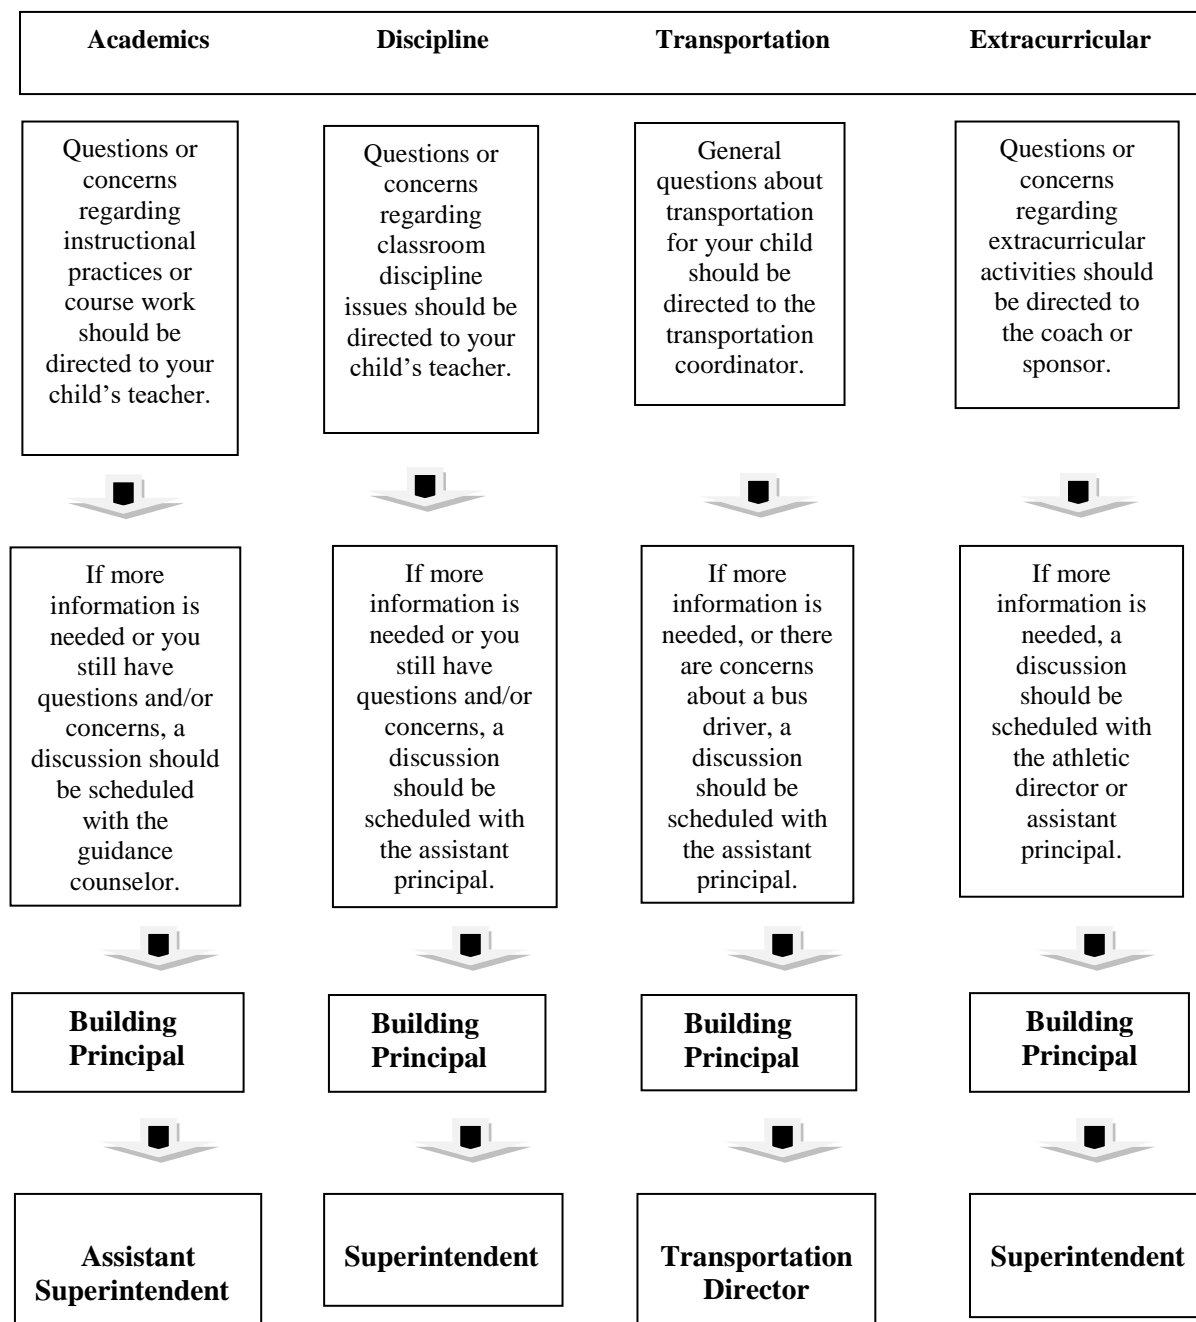 Academics Discipline Transportation Extracurricular
Questions or
concerns
regarding
instructional
practices or
course work
should be
directed to your
child’s teacher.
Questions or
concerns
regarding
classroom
discipline
issues should be
directed to your
child’s teacher.
General
questions about
transportation
for your child
should be
directed to the
transportation
coordinator.
Questions or
concerns
regarding
extracurricular
activities should
be directed to
the coach or
sponsor.
If more
information is
needed or you
still have
questions and/or
concerns, a
discussion should
be scheduled
with the
guidance
counselor.
If more
information is
needed or you
still have
questions and/or
concerns, a
discussion
should be
scheduled with
the assistant
principal.
If more
information is
needed, or there
are concerns
about a bus
driver, a
discussion
should be
scheduled with
the assistant
principal.
If more
information is
needed, a
discussion
should be
scheduled with
the athletic
director or
assistant
principal.
Building
Principal
Building
Principal
Building
Principal
Building
Principal
Assistant
Superintendent
Superintendent
Transportation
Director
Superintendent